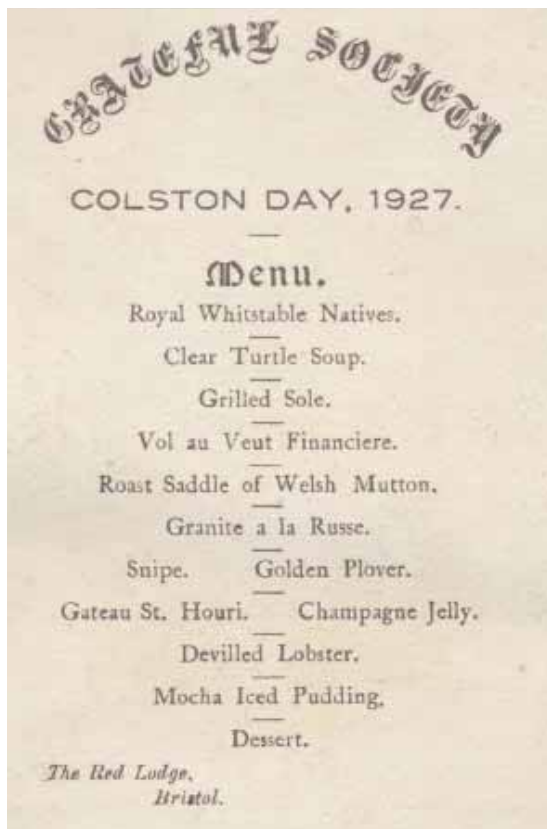 GRATEFUL SOCIETY
COLSTON DAY, 1927.
Menu.
Royal Whitstable Natives.
Clear Turtle Soup.
Grilled Sole.
Vol au Veut Financiere.
Roast Saddle of Welsh Mutton.
Granite a la Russe.
Snipe. Golden Plover.
Gateau St. Houri. Champagne Jelly.
Devilled Lobster.
Mocha Iced Pudding.
Dessert.
The Red Lodge,
Bristol.